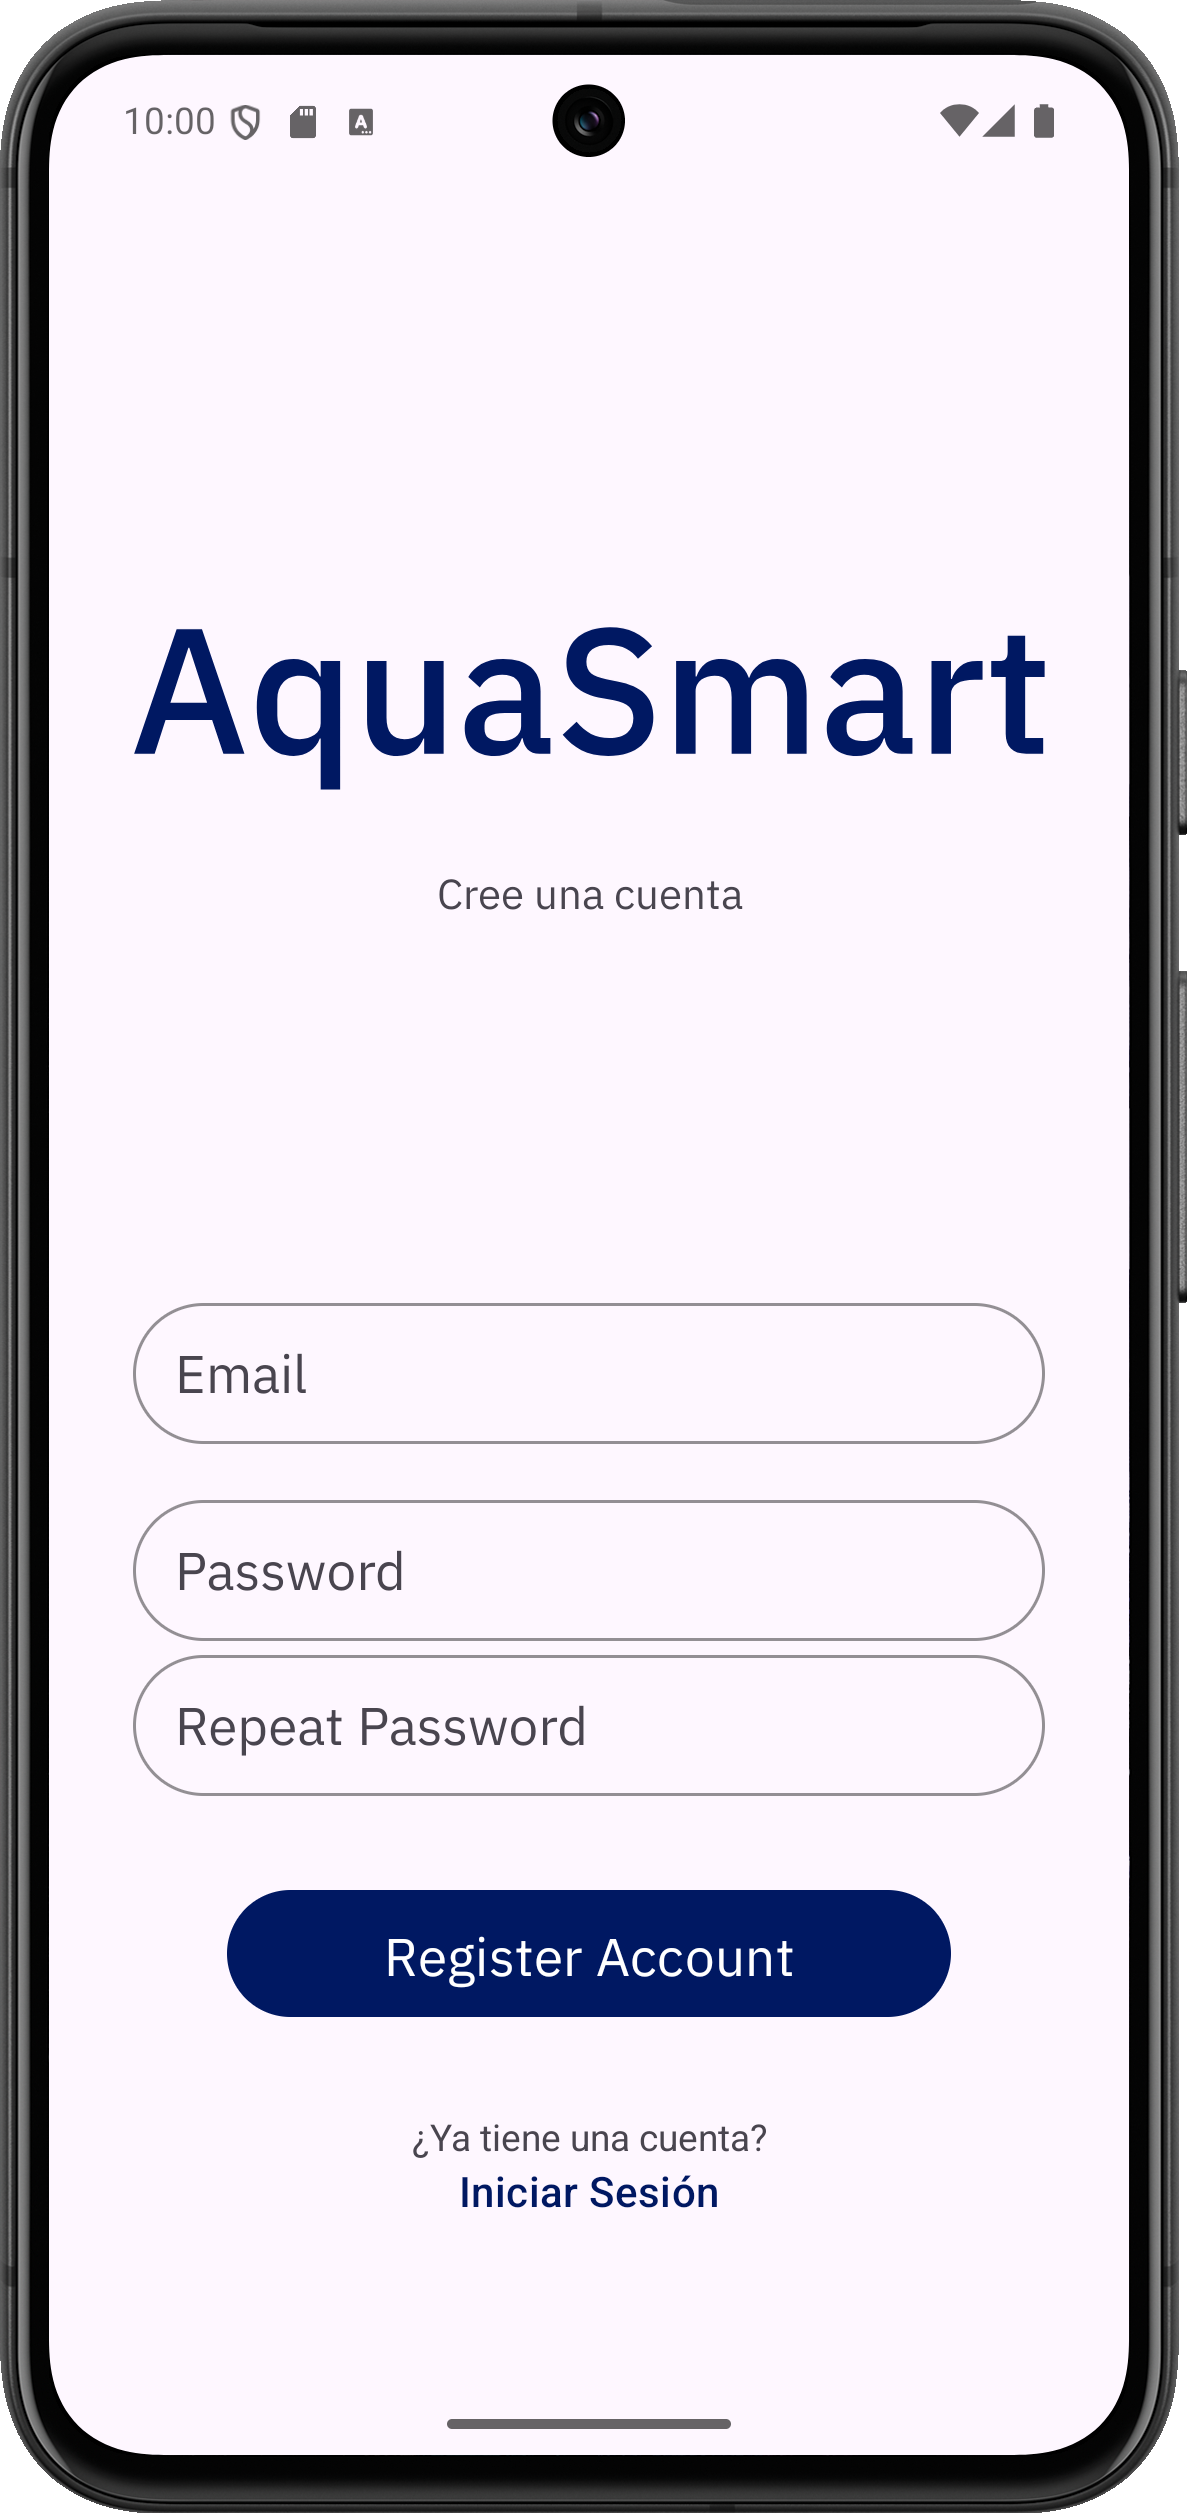 10:00
AquaSmart
Cree una cuenta
Email
Password
Repeat Password
Register Account
¿Ya tiene una cuenta?
Iniciar Sesión